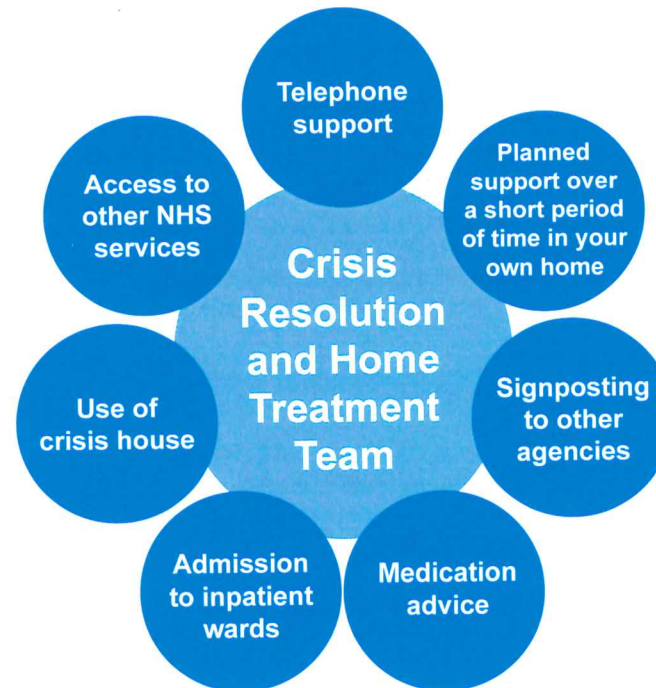 Telephone
support
Planned
support over
a short period
of time in your
own home
Signposting
to other
agencies
Medication
advice
Admission
to inpatient
wards
Use of
crisis house
Access to
other NHS
services
Crisis
Resolution
and Home
Treatment
Team